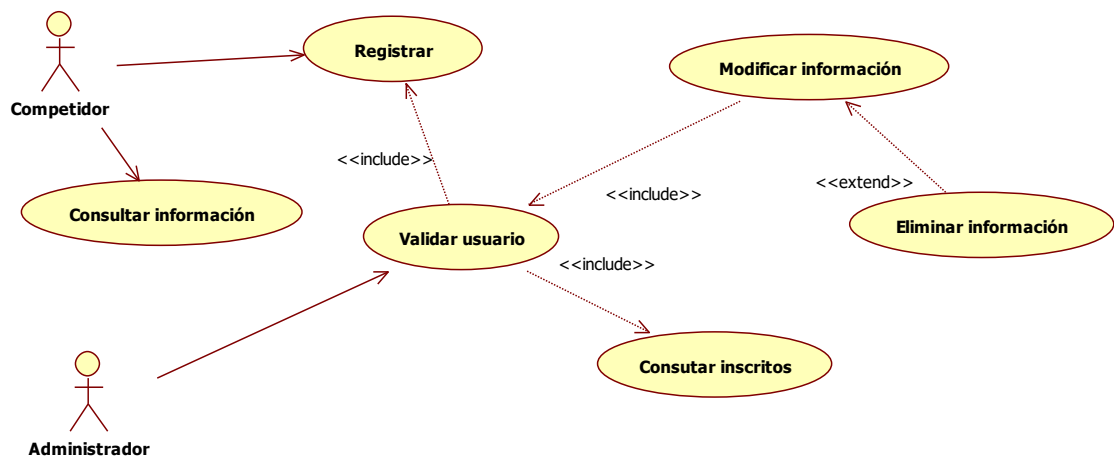 Registrar
Modificar información
Competidor
<<include>>
<<extend>>
<<include>>
Consultar información
Eliminar información
Validar usuario
<<include>>
Consutar inscritos
Administrador